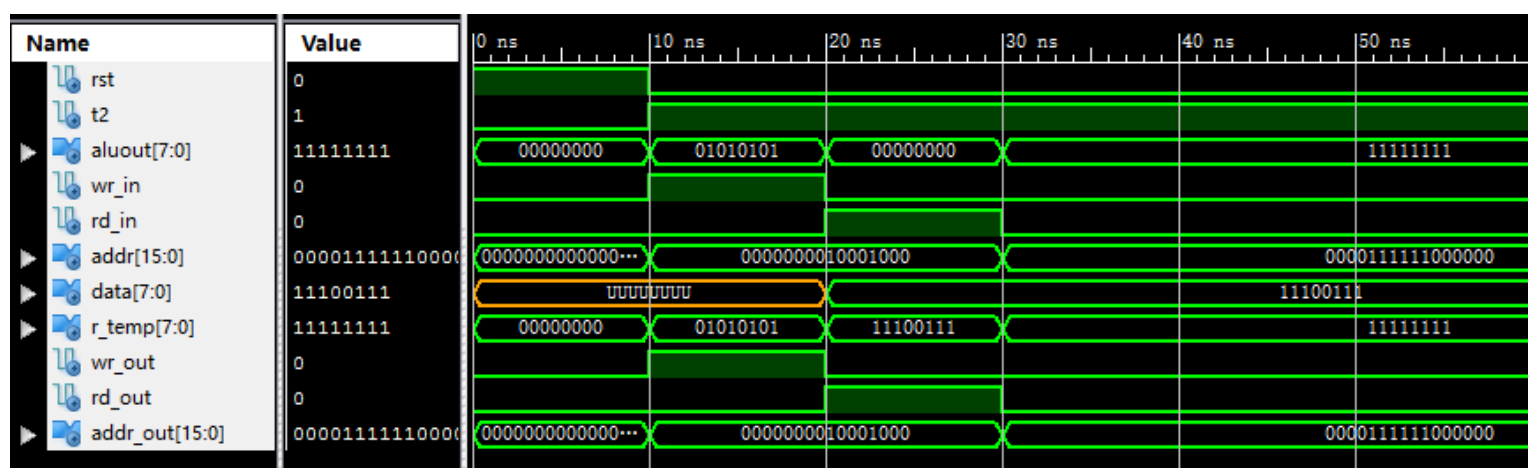 Name Value 0 ns 10 ns 20 ns 30 ns 40 ns 50 ns
rst 0
t2 1
aluout[7:0] 11111111 00000000 01010101 00000000 11111111
wr_in 0
rd_in 0
addr[15:0] 0000111111000 0000000000000··· 0000000010001000 0000111111000000
data[7:0] 11100111 UUUUUUUU 11100111
r_temp[7:0] 11111111 00000000 01010101 11100111 11111111
wr_out 0
rd_out 0
addr_out[15:0] 0000111111000 0000000000000··· 0000000010001000 0000111111000000